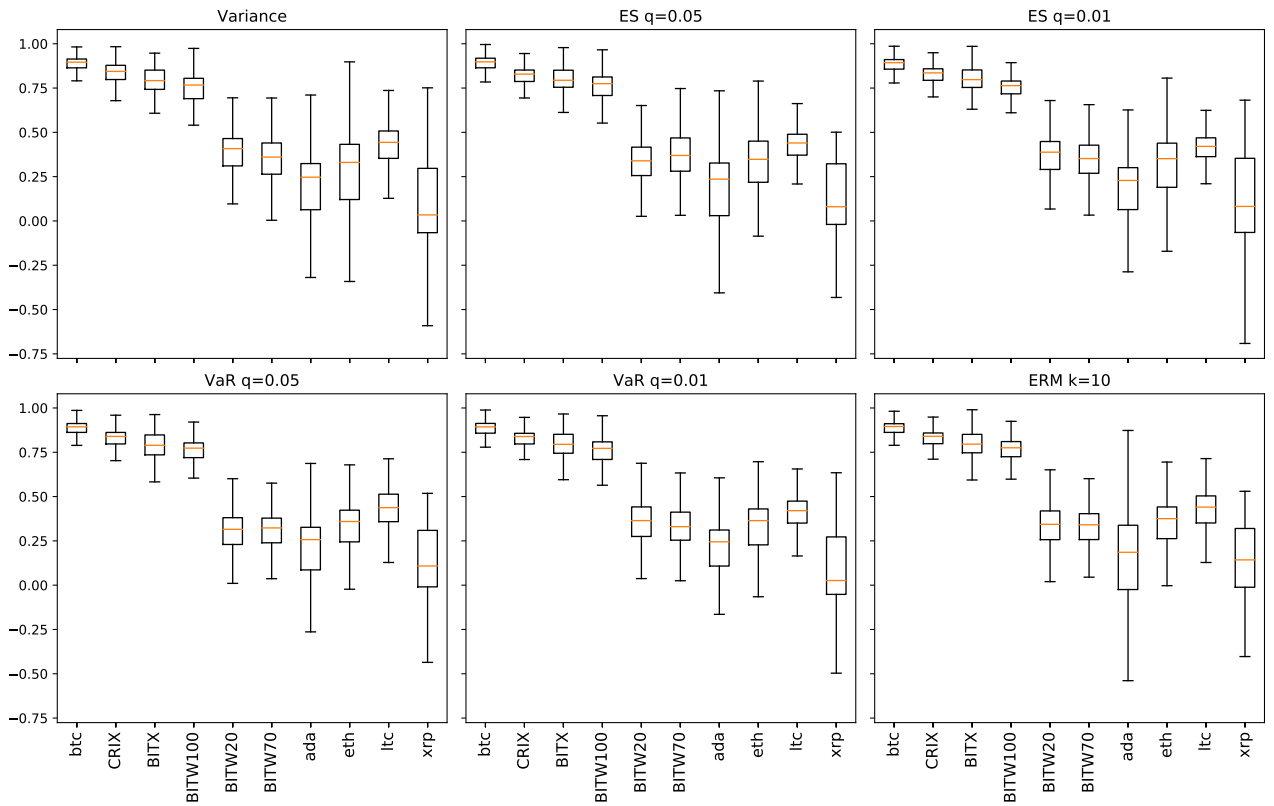 Variance
ES q=0.05
ES q=0.01
1.00
0.75
0.50
0.25
0.00
−0.25
−0.50
−0.75
VaR q=0.05
VaR q=0.01
ERM k=10
1.00
0.75
0.50
0.25
0.00
−0.25
−0.50
−0.75
btc
CRIX
BITX
BITW100
BITW20
BITW70
ada
eth
ltc
xrp
btc
CRIX
BITX
BITW100
BITW20
BITW70
ada
eth
ltc
xrp
btc
CRIX
BITX
BITW100
BITW20
BITW70
ada
eth
ltc
xrp